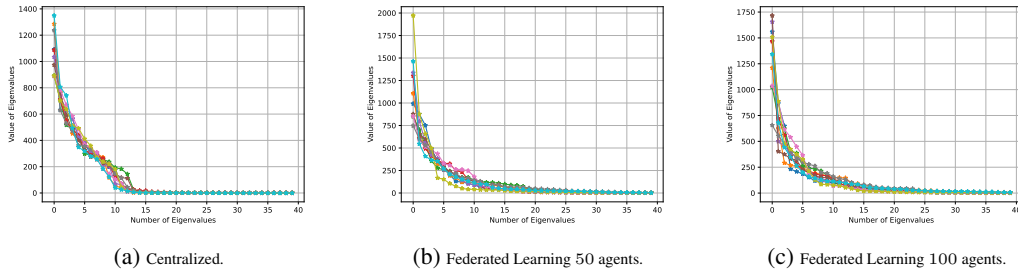 1400
1200
1000
800
600
400
200
0
Value of Eigenvalues
0 5 10 15 20 25 30 35 40
Number of Eigenvalues
(a) Centralized.
2000
1750
1500
1250
1000
750
500
250
0
Value of Eigenvalues
0 5 10 15 20 25 30 35 40
Number of Eigenvalues
(b) Federated Learning 50 agents.
1750
1500
1250
1000
750
500
250
0
Value of Eigenvalues
0 5 10 15 20 25 30 35 40
Number of Eigenvalues
(c) Federated Learning 100 agents.